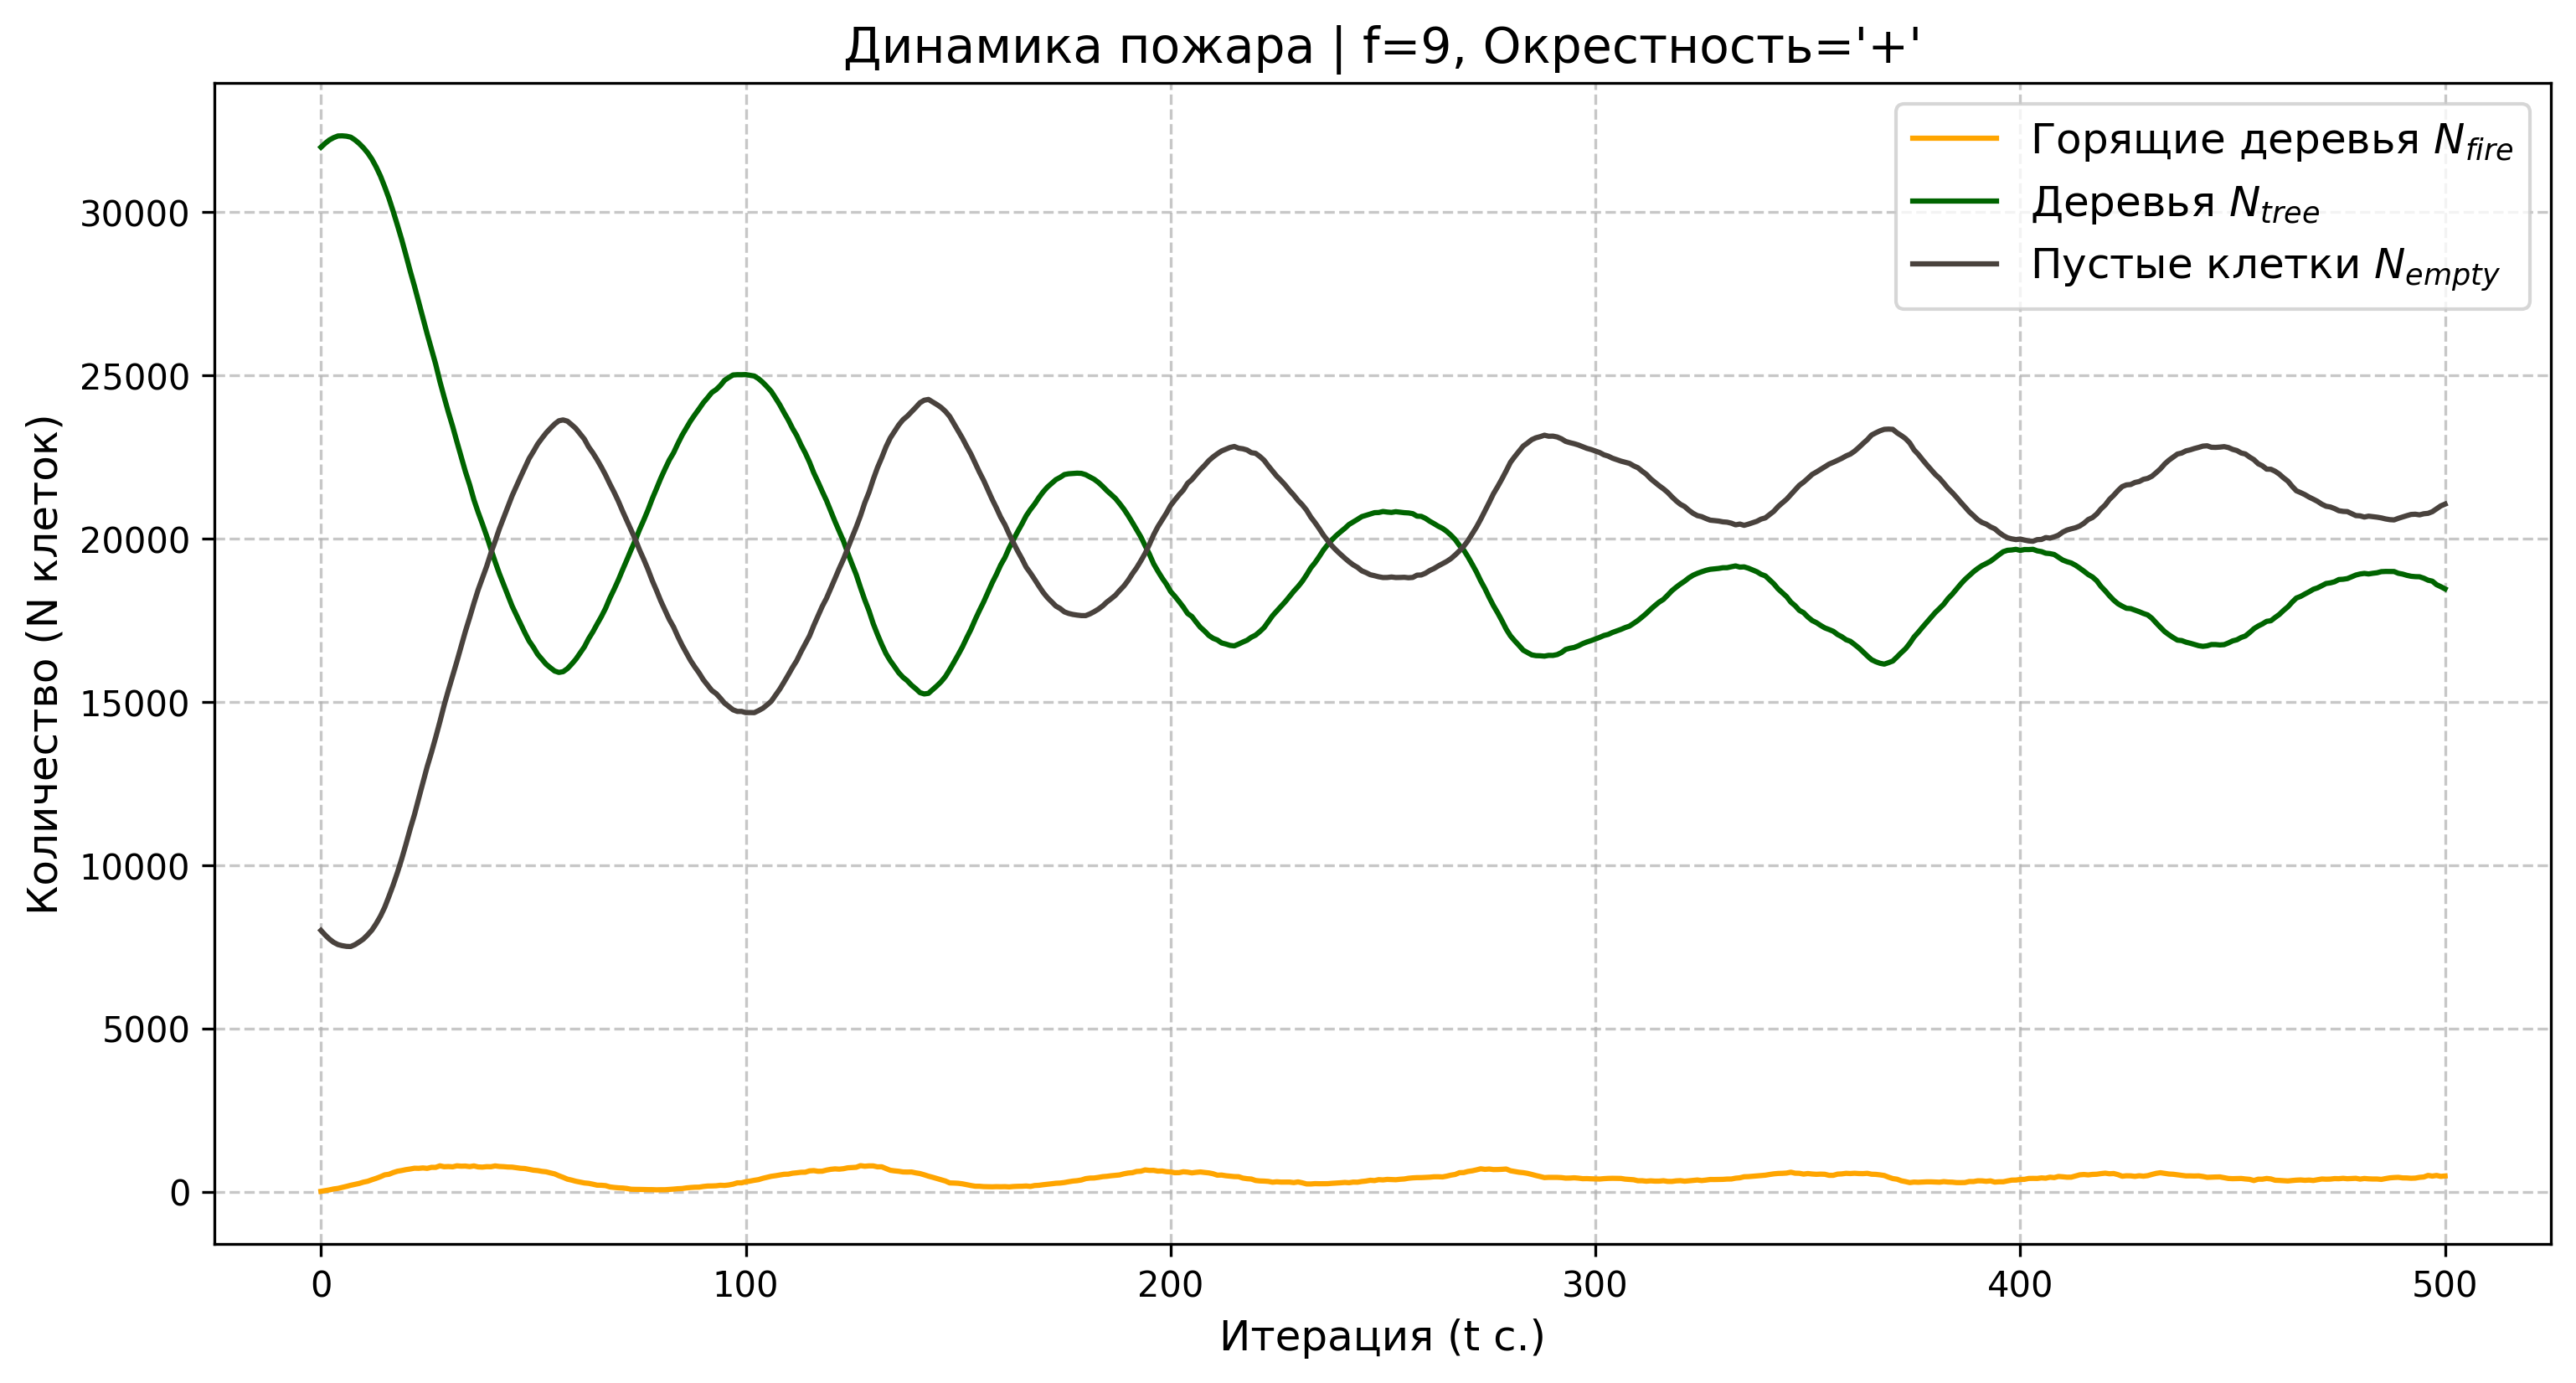 Динамика пожара | f=9, Окрестность='+'
Горящие деревья N_fire
Деревья N_tree
Пустые клетки N_empty
Количество (N клеток)
30000
25000
20000
15000
10000
5000
0
0 100 200 300 400 500
Итерация (t с.)